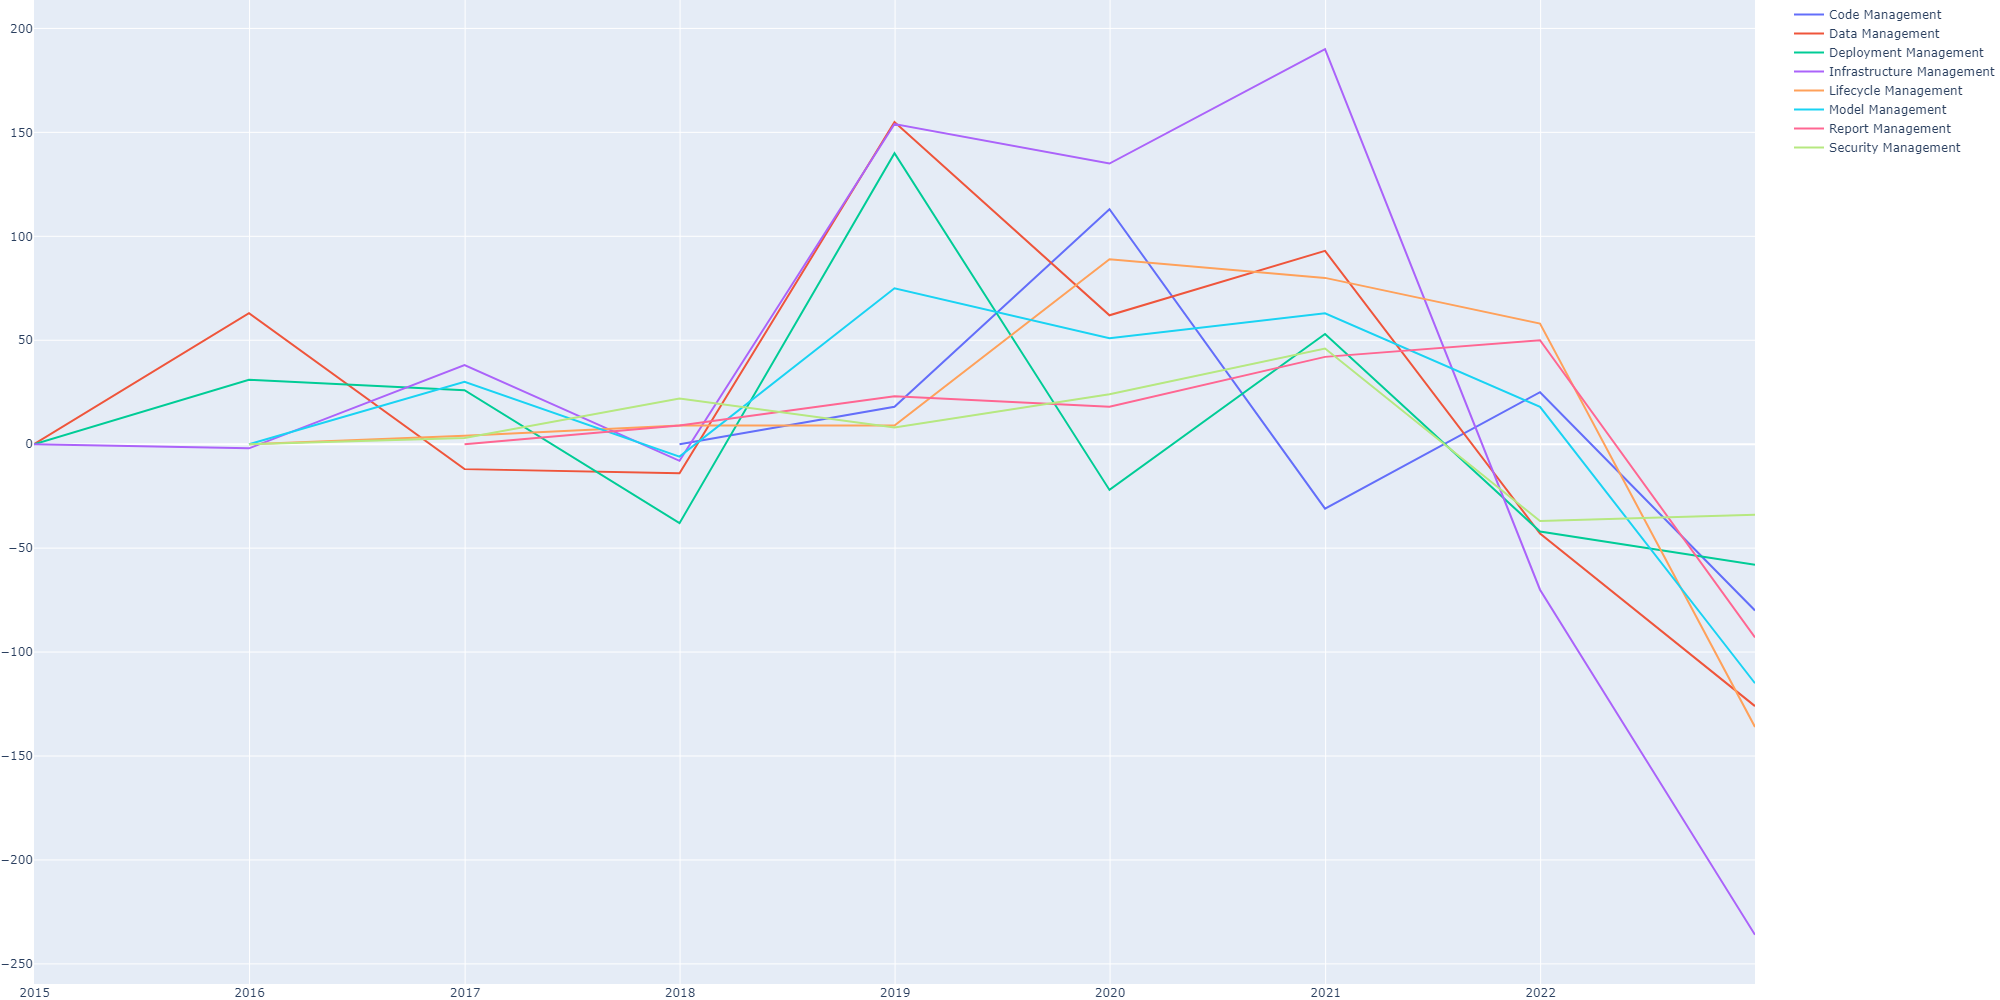 200
150
100
50
0
−50
−100
−150
−200
−250
2015 2016 2017 2018 2019 2020 2021 2022
Code Management
Data Management
Deployment Management
Infrastructure Management
Lifecycle Management
Model Management
Report Management
Security Management